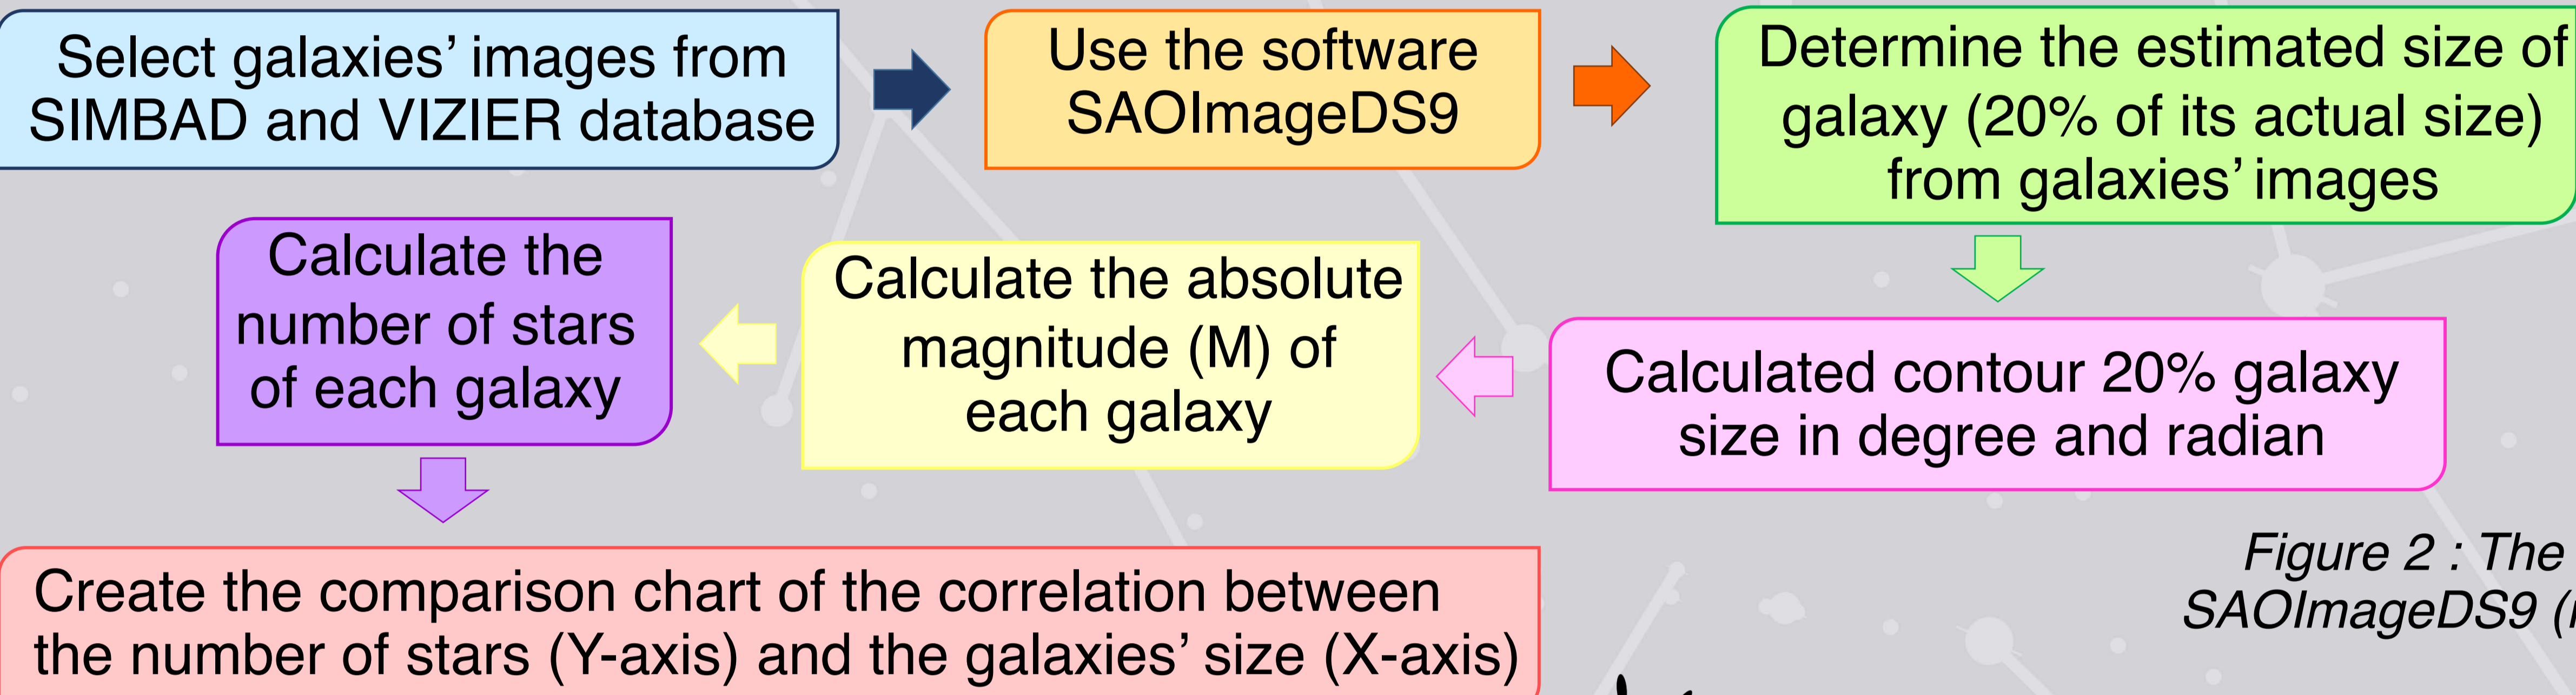 Select galaxies’ images from
SIMBAD and VIZIER database
Use the software
SAOImageDS9
Determine the estimated size of
galaxy (20% of its actual size)
from galaxies’ images
Calculated contour 20% galaxy
size in degree and radian
Calculate the absolute
magnitude (M) of
each galaxy
Calculate the
number of stars
of each galaxy
Create the comparison chart of the correlation between
the number of stars (Y-axis) and the galaxies’ size (X-axis)
Figure 2 : The
SAOImageDS9 (